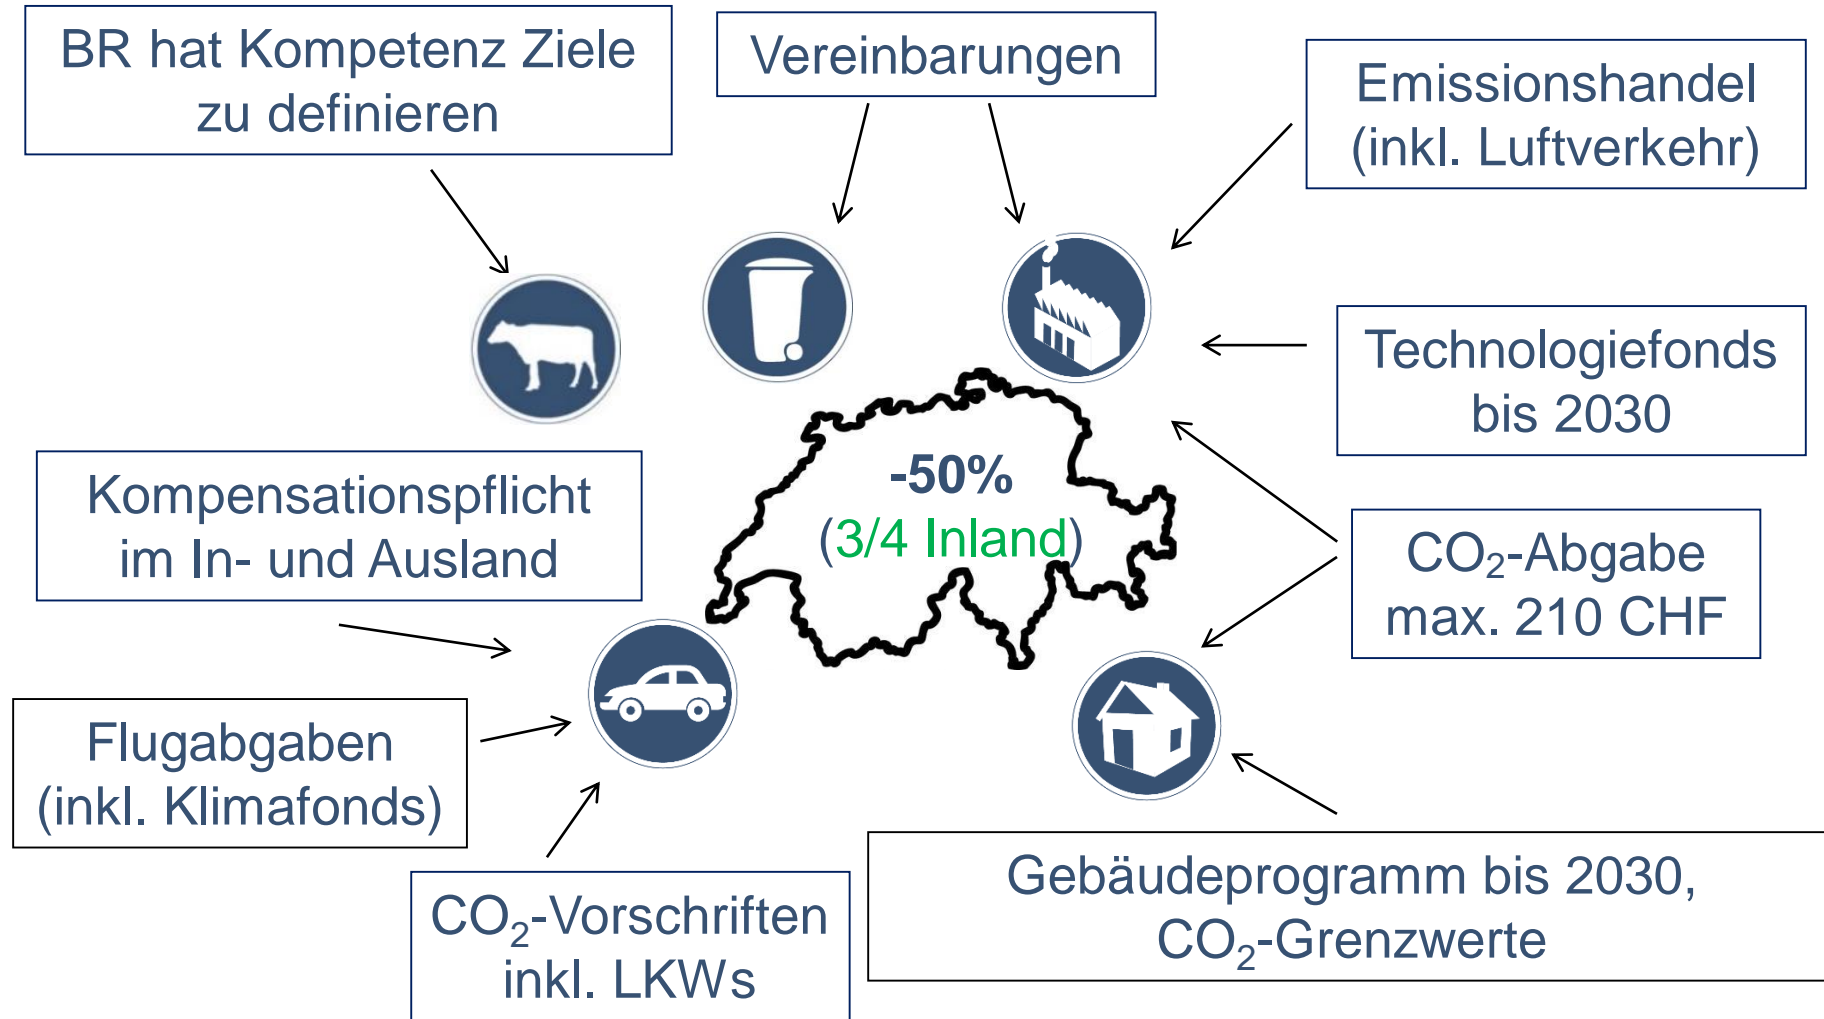 BR hat Kompetenz Ziele
zu definieren
Vereinbarungen
Emissionshandel
(inkl. Luftverkehr)
Technologiefonds
bis 2030
-50%
(3/4 Inland)
Kompensationspflicht
im In- und Ausland
CO₂-Abgabe
max. 210 CHF
Flugabgaben
(inkl. Klimafonds)
CO₂-Vorschriften
inkl. LKWs
Gebäudeprogramm bis 2030,
CO₂-Grenzwerte